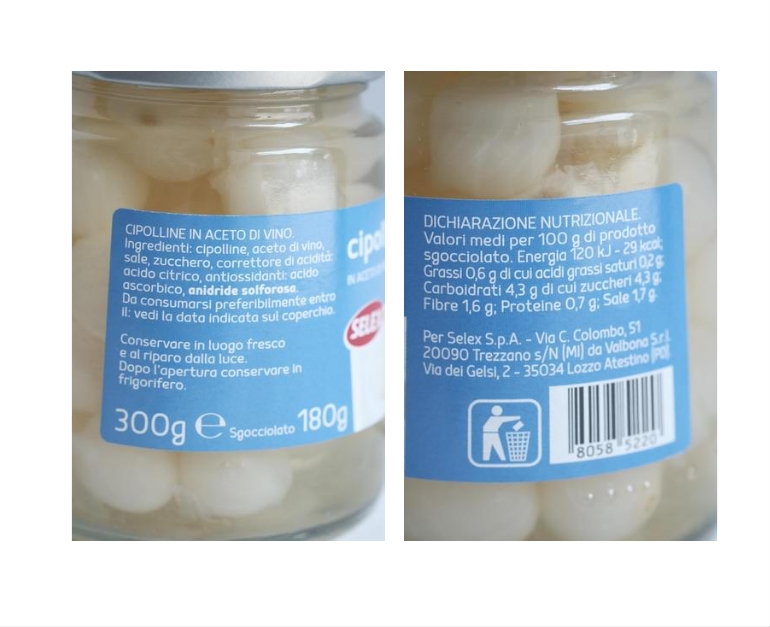 CIPOLLINE IN ACETO DI VINO.
Ingredienti: cipolline, aceto di vino,
sale, zucchero, correttore di acidità:
acido citrico, antiossidanti: acido
ascorbico, anidride solforosa.
Da consumarsi preferibilmente entro
il: vedi la data indicata sul coperchio.
Conservare in luogo fresco
e al riparo dalla luce.
Dopo l'apertura conservare in
frigorifero.
300g e Sgocciolato 180g
DICHIARAZIONE NUTRIZIONALE.
Valori medi per 100 g di prodotto
sgocciolato. Energia 120 kJ - 29 kcal;
Grassi 0,6 g di cui acidi grassi saturi 0,2 g;
Carboidrati 4,3 g di cui zuccheri 4,3 g;
Fibre 1,6 g; Proteine 0,7 g; Sale 1,7 g.
Per Selex S.p.A. - Via C. Colombo, 51
20090 Trezzano s/N (MI) da Valbona S.r.l.
Via dei Gelsi, 2 - 35034 Lozzo Atestino (PD).
8058 5220